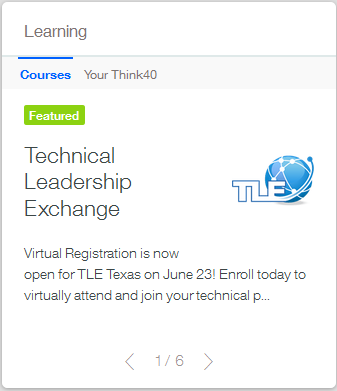 Learning
Courses Your Think40
Featured
Technical
Leadership
Exchange
TLE
Virtual Registration is now
open for TLE Texas on June 23! Enroll today to
virtually attend and join your technical p...
1 / 6